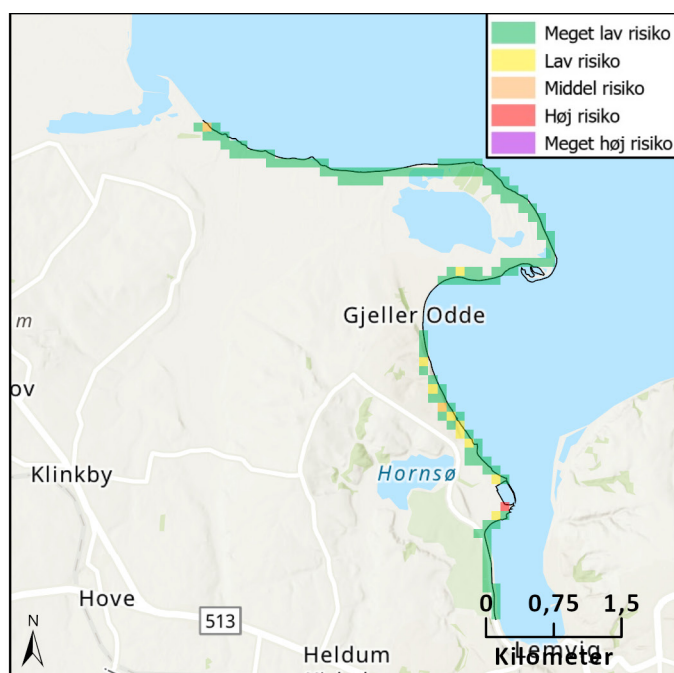 Meget lav risiko
Lav risiko
Middel risiko
Høj risiko
Meget høj risiko
Gjeller Odde
m
ov
Klinkby
Hornsø
Hove
513
0 0,75 1,5
N
Heldum
Lemvig
Kilometer